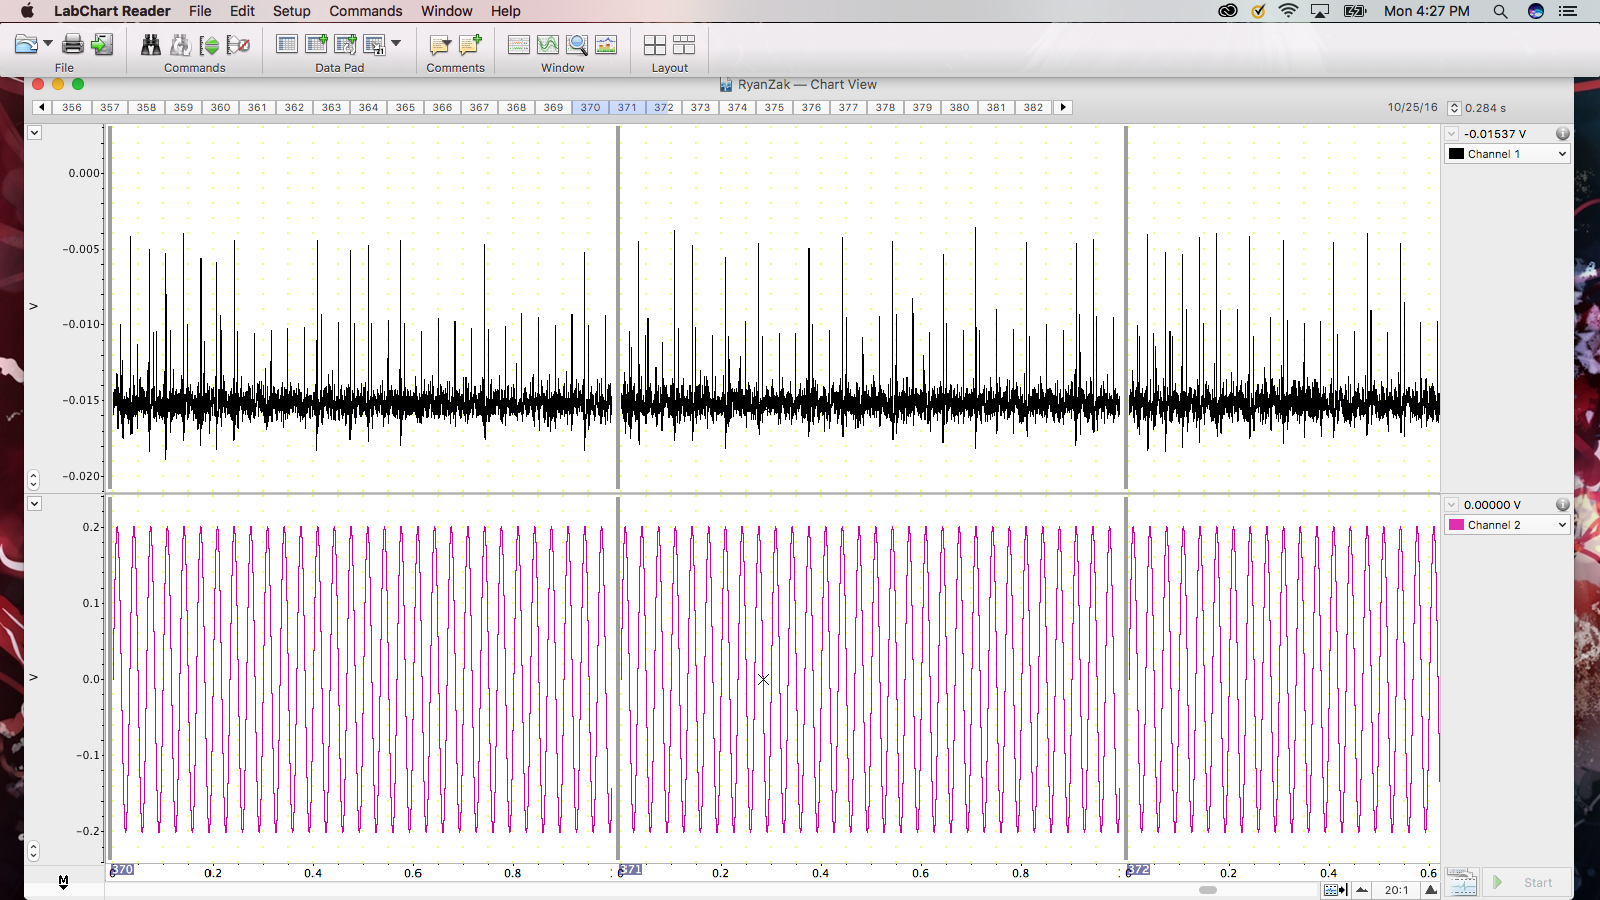 LabChart Reader File Edit Setup Commands Window Help Mon 4:27 PM
File Commands Data Pad Comments Window Layout
RyanZak — Chart View
356 357 358 359 360 361 362 363 364 365 366 367 368 369 370 371 372 373 374 375 376 377 378 379 380 381 382 10/25/16 0.284 s
-0.01537 V
Channel 1
0.000
−0.005
V
−0.010
−0.015
−0.020
0.00000 V
Channel 2
0.2
0.1
V
0.0
−0.1
−0.2
370 371 372
0 0.2 0.4 0.6 0.8 0 0.2 0.4 0.6 0.8 0 0.2 0.4 0.6
M
20:1 Start